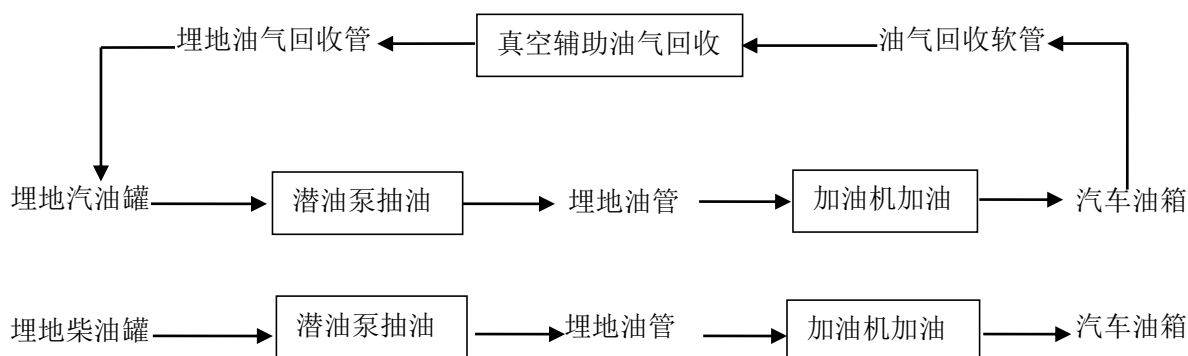 埋地油气回收管 真空辅助油气回收 油气回收软管
埋地汽油罐 潜油泵抽油 埋地油管 加油机加油 汽车油箱
埋地柴油罐 潜油泵抽油 埋地油管 加油机加油 汽车油箱